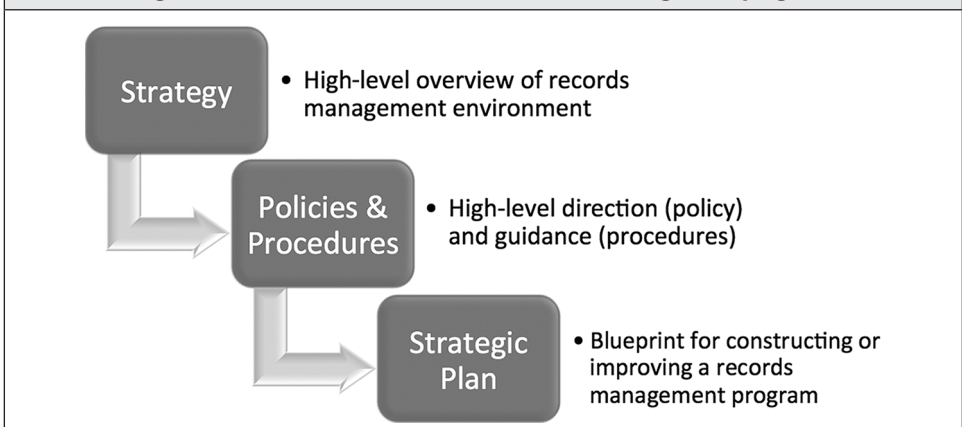 Strategy
• High-level overview of records
management environment
Policies &
Procedures
• High-level direction (policy)
and guidance (procedures)
Strategic
Plan
• Blueprint for constructing or
improving a records
management program